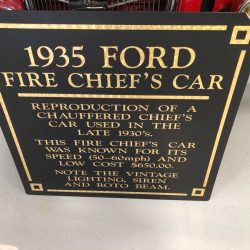 1935 FORD
FIRE CHIEF'S CAR
REPRODUCTION OF A
CHAUFFERED CHIEF'S
CAR USED IN THE
LATE 1930'S.
THIS FIRE CHIEF'S CAR
WAS KNOWN FOR ITS
SPEED (50-60mph) AND
LOW COST $650.00.
NOTE THE VINTAGE
LIGHTING, SIREN
AND ROTO BEAM.